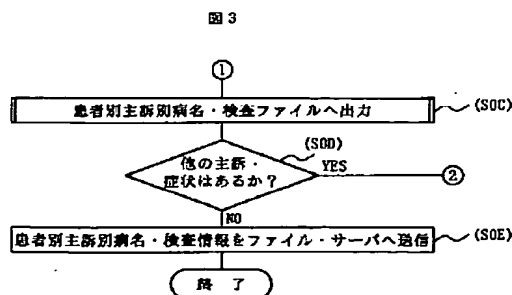 図3
①
患者別主訴別病名・検査ファイルへ出力
(S0C)
(S0D)
他の主訴・
症状はあるか?
YES
②
NO
患者別主訴別病名・検査情報をファイル・サーバへ送信
(S0E)
終了